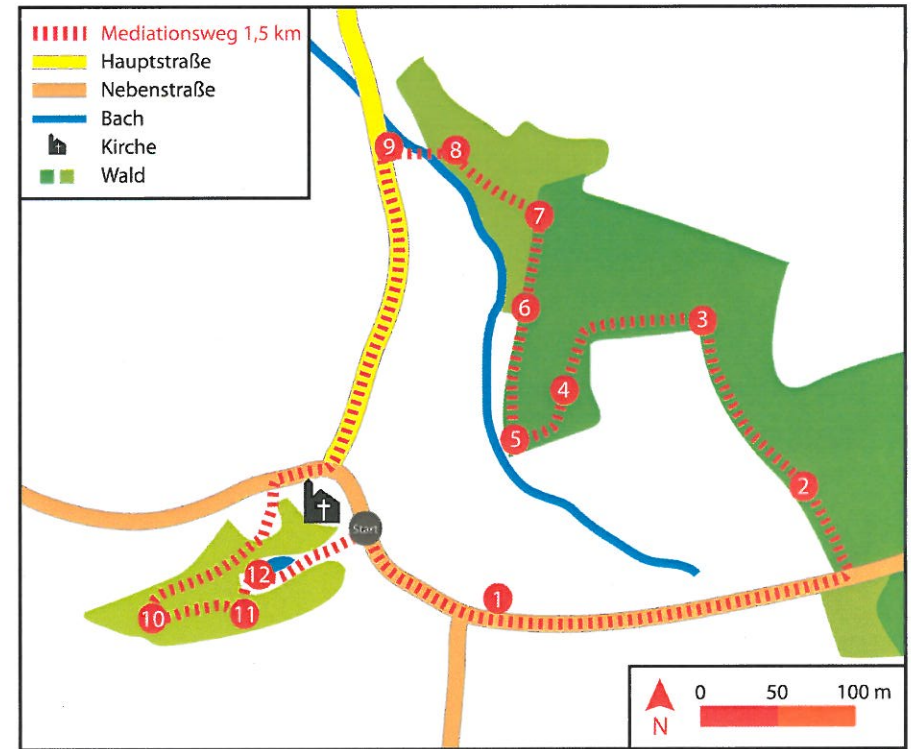 Mediationsweg 1,5 km
Hauptstraße
Nebenstraße
Bach
Kirche
Wald
9
8
7
6
3
4
5
2
Start
12
1
10
11
0 50 100 m
N